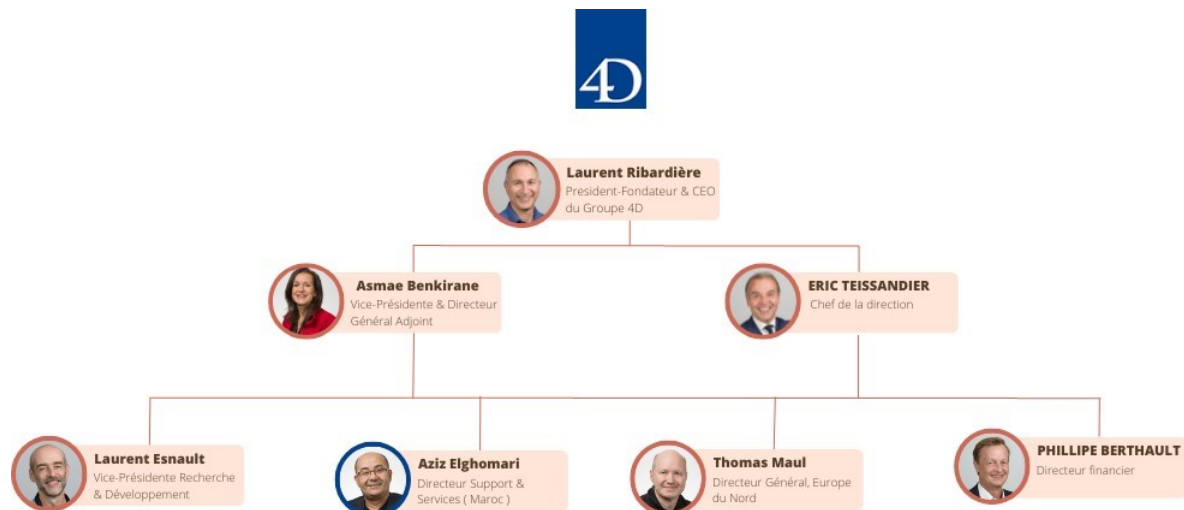 4D
Laurent Ribardière
President-Fondateur & CEO
du Groupe 4D
Asmae Benkirane
Vice-Présidente & Directeur
Général Adjoint
ERIC TEISSANDIER
Chef de la direction
Laurent Esnault
Vice-Présidente Recherche
& Développement
Aziz Elghomari
Directeur Support &
Services ( Maroc )
Thomas Maul
Directeur Général, Europe
du Nord
PHILLIPE BERTHAULT
Directeur financier